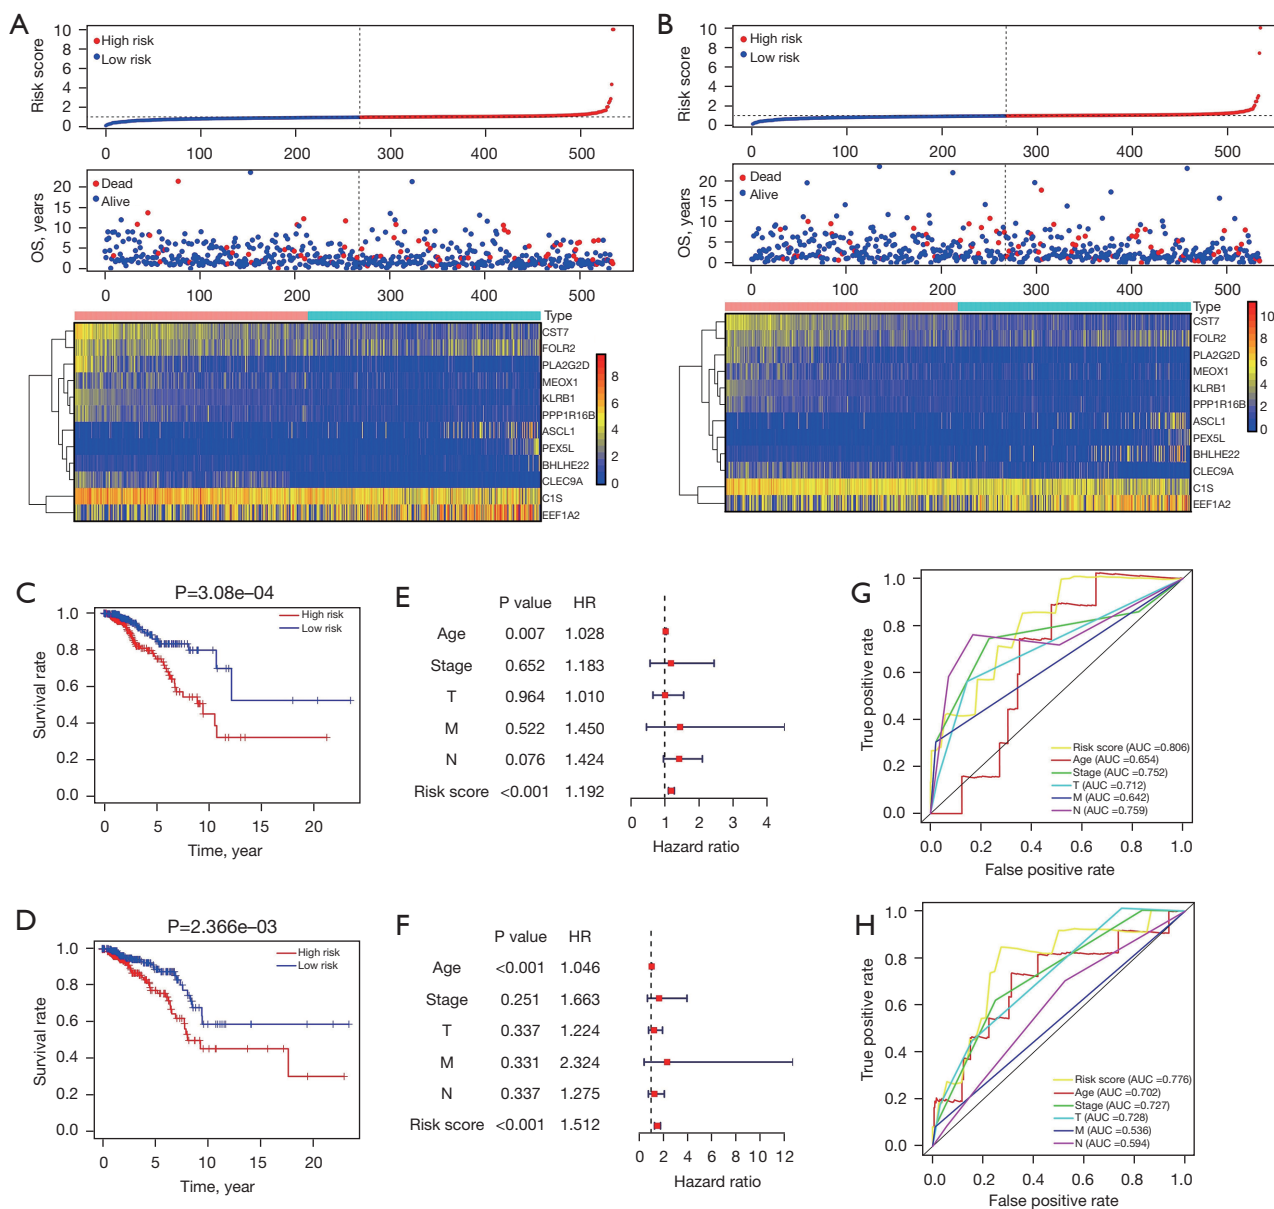 A
Risk score
10
8
6
4
2
0
High risk
Low risk
0 100 200 300 400 500
OS, years
20
15
10
5
0
Dead
Alive
0 100 200 300 400 500
Type
CST7
FOLR2
PLA2G2D
MEOX1
KLRB1
PPP1R16B
ASCL1
PEX5L
BHLHE22
CLEC9A
C1S
EEF1A2
8
6
4
2
0
B
Risk score
10
8
6
4
2
0
High risk
Low risk
0 100 200 300 400 500
OS, years
20
15
10
5
0
Dead
Alive
0 100 200 300 400 500
Type
CST7
FOLR2
PLA2G2D
MEOX1
KLRB1
PPP1R16B
ASCL1
PEX5L
BHLHE22
CLEC9A
C1S
EEF1A2
10
8
6
4
2
0
C
P=3.08e–04
Survival rate
1.0
0.8
0.6
0.4
0.2
0.0
High risk
Low risk
0 5 10 15 20
Time, year
E
P value HR
Age 0.007 1.028
Stage 0.652 1.183
T 0.964 1.010
M 0.522 1.450
N 0.076 1.424
Risk score <0.001 1.192
0 1 2 3 4
Hazard ratio
G
True positive rate
1.0
0.8
0.6
0.4
0.2
0.0
Risk score (AUC =0.806)
Age (AUC =0.654)
Stage (AUC =0.752)
T (AUC =0.712)
M (AUC =0.642)
N (AUC =0.759)
0.0 0.2 0.4 0.6 0.8 1.0
False positive rate
D
P=2.366e–03
Survival rate
1.0
0.8
0.6
0.4
0.2
0.0
High risk
Low risk
0 5 10 15 20
Time, year
F
P value HR
Age <0.001 1.046
Stage 0.251 1.663
T 0.337 1.224
M 0.331 2.324
N 0.337 1.275
Risk score <0.001 1.512
0 2 4 6 8 10 12
Hazard ratio
H
True positive rate
1.0
0.8
0.6
0.4
0.2
0.0
Risk score (AUC =0.776)
Age (AUC =0.702)
Stage (AUC =0.727)
T (AUC =0.728)
M (AUC =0.536)
N (AUC =0.594)
0.0 0.2 0.4 0.6 0.8 1.0
False positive rate